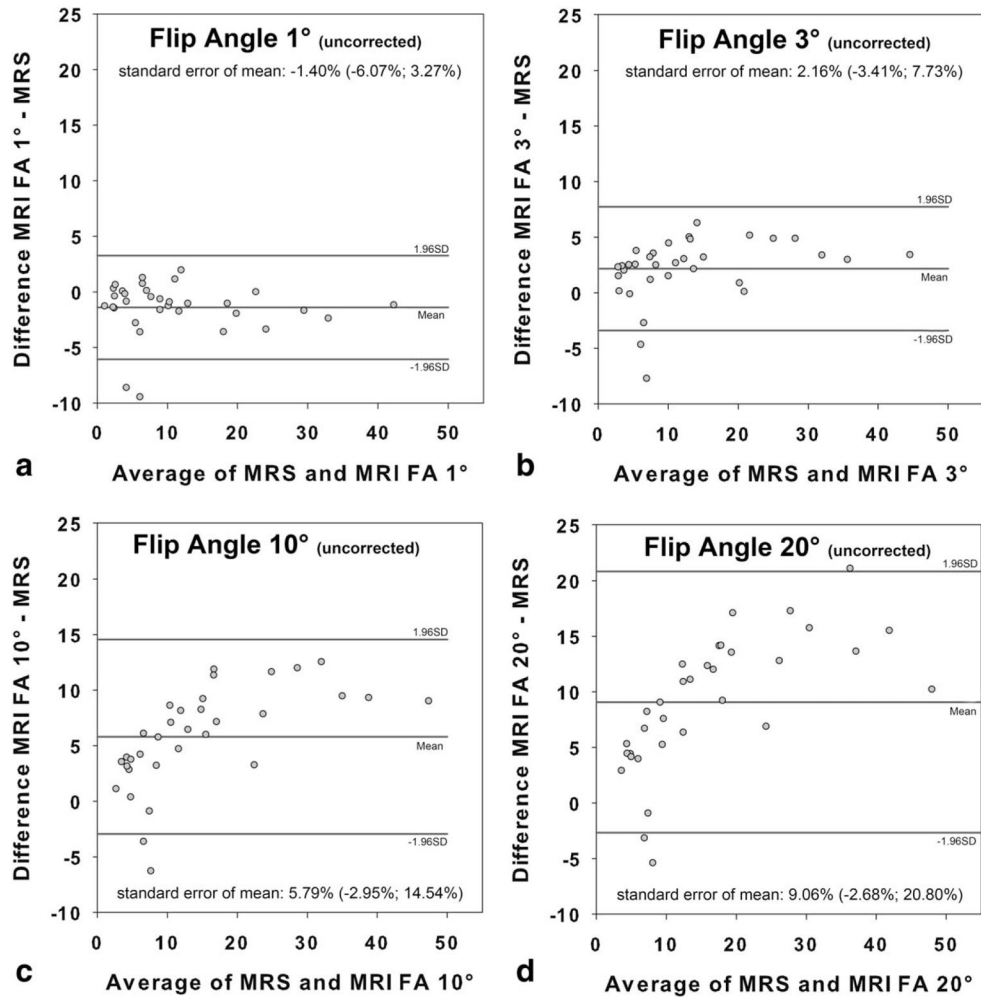 Flip Angle 1° (uncorrected)
standard error of mean: -1.40% (-6.07%; 3.27%)
Difference MRI FA 1° - MRS
25
20
15
10
5
0
-5
-10
1.96SD
Mean
-1.96SD
0 10 20 30 40 50
a
Average of MRS and MRI FA 1°
Flip Angle 3° (uncorrected)
standard error of mean: 2.16% (-3.41%; 7.73%)
Difference MRI FA 3° - MRS
25
20
15
10
5
0
-5
-10
1.96SD
Mean
-1.96SD
0 10 20 30 40 50
b
Average of MRS and MRI FA 3°
Flip Angle 10° (uncorrected)
Difference MRI FA 10° - MRS
25
20
15
10
5
0
-5
-10
1.96SD
Mean
-1.96SD
standard error of mean: 5.79% (-2.95%; 14.54%)
0 10 20 30 40 50
c
Average of MRS and MRI FA 10°
Flip Angle 20° (uncorrected)
Difference MRI FA 20° - MRS
25
20
15
10
5
0
-5
-10
1.96SD
Mean
-1.96SD
standard error of mean: 9.06% (-2.68%; 20.80%)
0 10 20 30 40 50
d
Average of MRS and MRI FA 20°